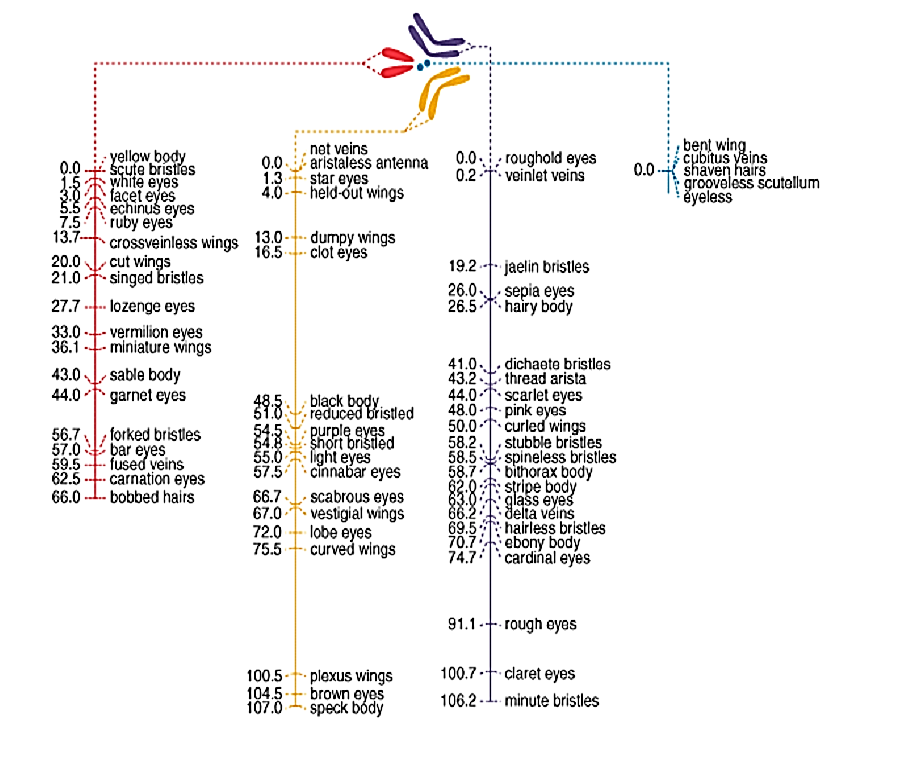 yellow body
0.0 scute bristles
1.5 white eyes
3.0 facet eyes
5.5 echinus eyes
7.5 ruby eyes
13.7 crossveinless wings
20.0 cut wings
21.0 singed bristles
27.7 lozenge eyes
33.0 vermilion eyes
36.1 miniature wings
43.0 sable body
44.0 garnet eyes
56.7 forked bristles
57.0 bar eyes
59.5 fused veins
62.5 carnation eyes
66.0 bobbed hairs
net veins
0.0 aristaless antenna
1.3 star eyes
4.0 held-out wings
13.0 dumpy wings
16.5 clot eyes
48.5 black body
51.0 reduced bristled
54.5 purple eyes
54.8 short bristled
55.0 light eyes
57.5 cinnabar eyes
66.7 scabrous eyes
67.0 vestigial wings
72.0 lobe eyes
75.5 curved wings
100.5 plexus wings
104.5 brown eyes
107.0 speck body
0.0 roughold eyes
0.2 veinlet veins
19.2 jaelin bristles
26.0 sepia eyes
26.5 hairy body
41.0 dichaete bristles
43.2 thread arista
44.0 scarlet eyes
48.0 pink eyes
50.0 curled wings
58.2 stubble bristles
58.5 spineless bristles
58.7 bithorax body
62.0 stripe body
63.0 glass eyes
66.2 delta veins
69.5 hairless bristles
70.7 ebony body
74.7 cardinal eyes
91.1 rough eyes
100.7 claret eyes
106.2 minute bristles
bent wing
cubitus veins
0.0 shaven hairs
grooveless scutellum
eyeless